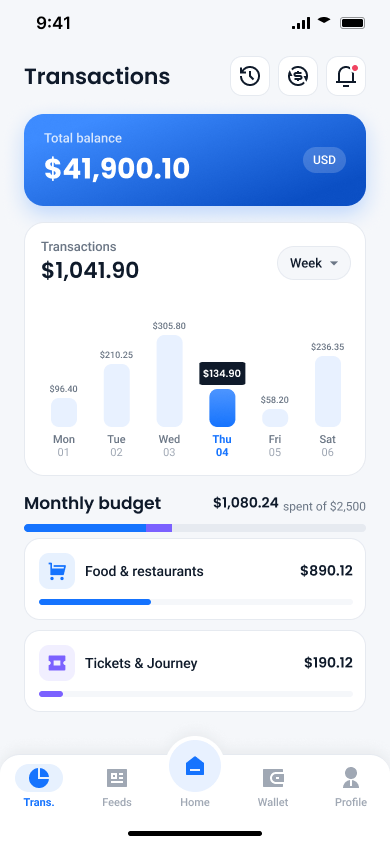 9:41
Transactions
Total balance
$41,900.10
USD
Transactions
$1,041.90
Week
$96.40
$210.25
$305.80
$134.90
$58.20
$236.35
Mon Tue Wed Thu Fri Sat
01 02 03 04 05 06
Monthly budget $1,080.24 spent of $2,500
Food & restaurants $890.12
Tickets & Journey $190.12
Trans. Feeds Home Wallet Profile